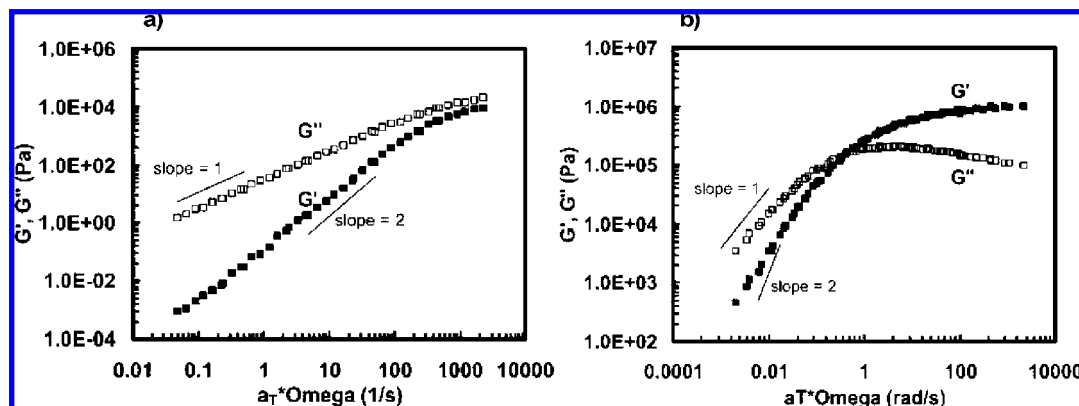 a)
1.0E+06
1.0E+04
1.0E+02
1.0E+00
1.0E-02
1.0E-04
G', G'' (Pa)
G''
slope = 1
G'
slope = 2
0.01 0.1 1 10 100 1000 10000
aT*Omega (1/s)
b)
1.0E+07
1.0E+06
1.0E+05
1.0E+04
1.0E+03
1.0E+02
G', G'' (Pa)
G'
slope = 1
G''
slope = 2
0.0001 0.01 1 100 10000
aT*Omega (rad/s)